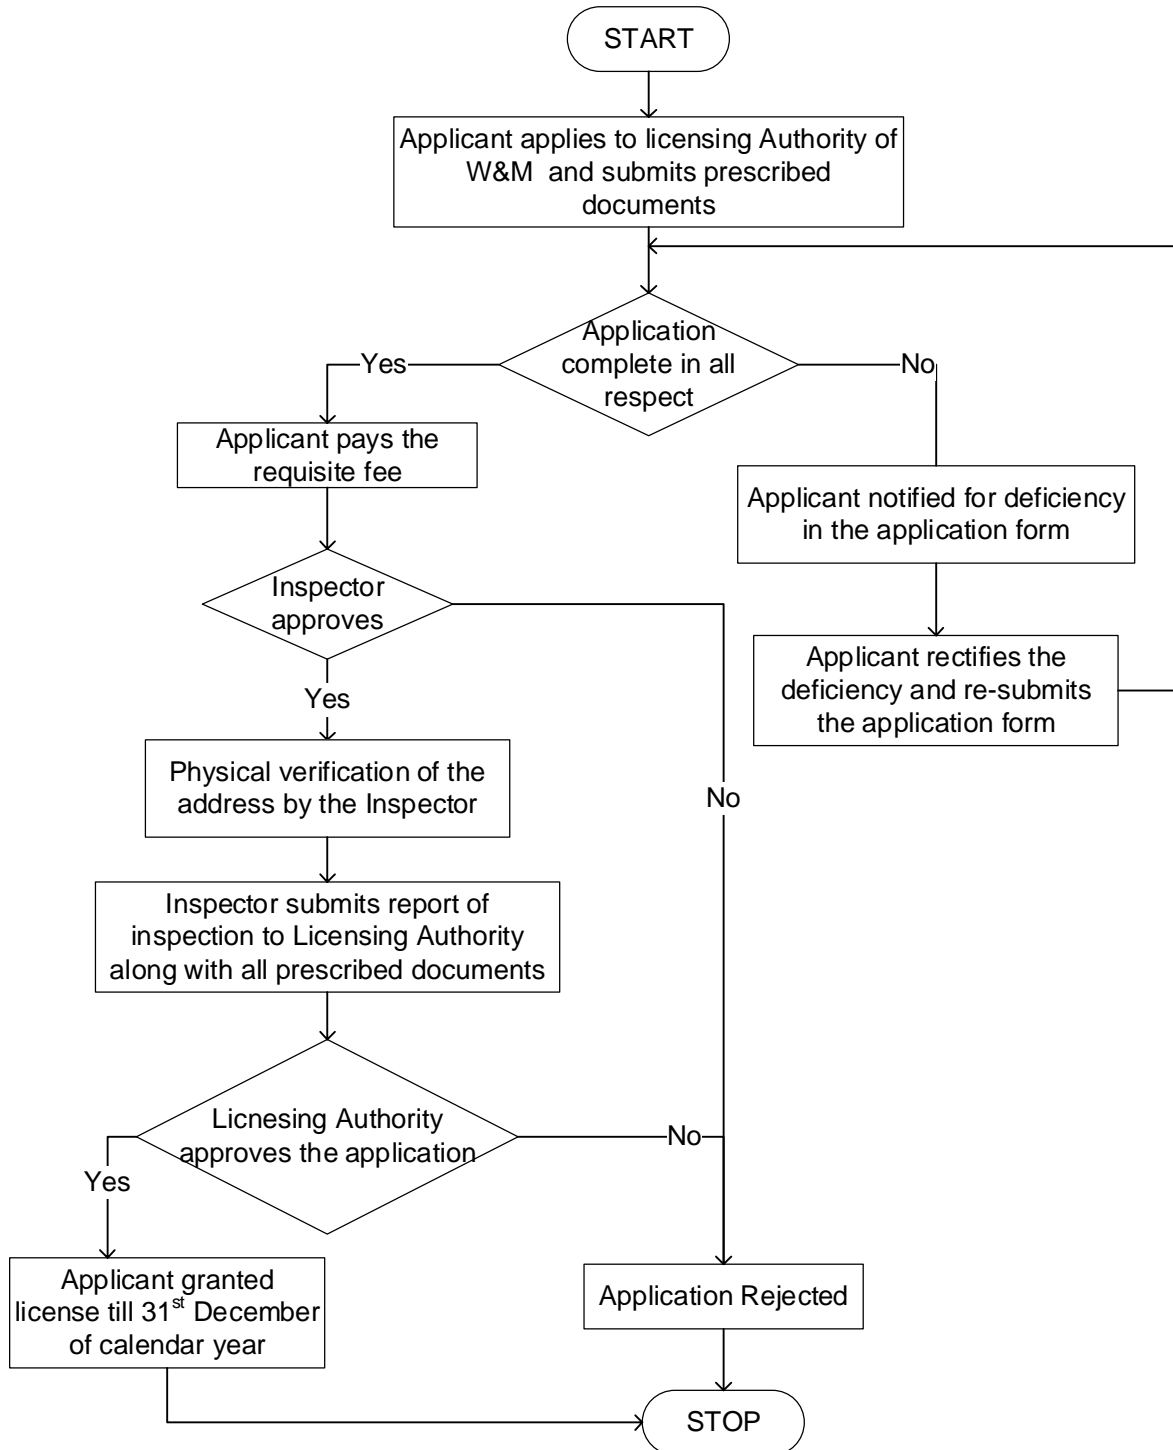 START
Applicant applies to licensing Authority of
W&M and submits prescribed
documents
Application
complete in all
respect
Yes
No
Applicant pays the
requisite fee
Applicant notified for deficiency
in the application form
Inspector
approves
Applicant rectifies the
deficiency and re-submits
the application form
Yes
Physical verification of the
address by the Inspector
No
Inspector submits report of
inspection to Licensing Authority
along with all prescribed documents
Licnesing Authority
approves the application
No
Yes
Applicant granted
license till 31st December
of calendar year
Application Rejected
STOP